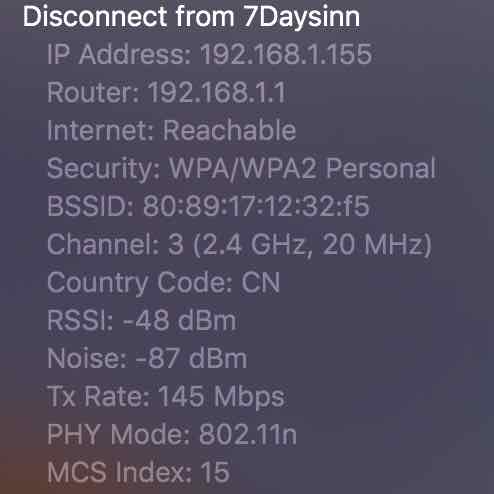 Disconnect from 7Daysinn
IP Address: 192.168.1.155
Router: 192.168.1.1
Internet: Reachable
Security: WPA/WPA2 Personal
BSSID: 80:89:17:12:32:f5
Channel: 3 (2.4 GHz, 20 MHz)
Country Code: CN
RSSI: -48 dBm
Noise: -87 dBm
Tx Rate: 145 Mbps
PHY Mode: 802.11n
MCS Index: 15